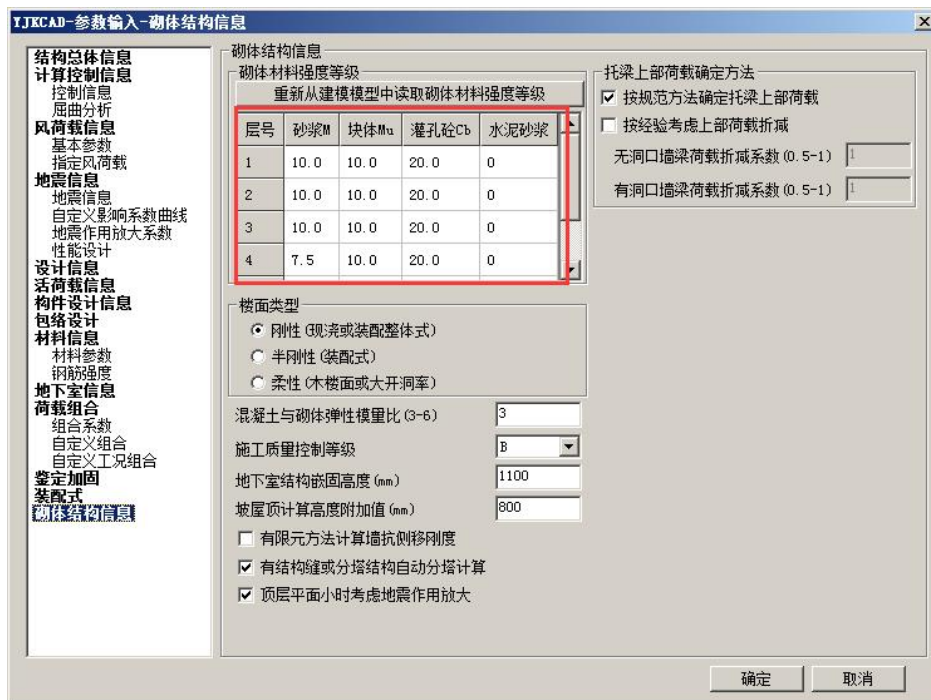 YJKCAD-参数输入-砌体结构信息
结构总体信息
计算控制信息
控制信息
屈曲分析
风荷载信息
基本参数
指定风荷载
地震信息
地震信息
自定义影响系数曲线
地震作用放大系数
性能设计
设计信息
活荷载信息
构件设计信息
包络设计
材料信息
材料参数
钢筋强度
地下室信息
荷载组合
组合系数
自定义组合
自定义工况组合
鉴定加固
装配式
砌体结构信息
砌体结构信息
砌体材料强度等级
重新从建模模型中读取砌体材料强度等级
层号 砂浆M 块体Mu 灌孔砼Cb 水泥砂浆
1 10.0 10.0 20.0 0
2 10.0 10.0 20.0 0
3 10.0 10.0 20.0 0
4 7.5 10.0 20.0 0
楼面类型
刚性(现浇或装配整体式)
半刚性(装配式)
柔性(木楼面或大开洞率)
混凝土与砌体弹性模量比(3-6) 3
施工质量控制等级 B
地下室结构嵌固高度(mm) 1100
坡屋顶计算高度附加值(mm) 800
有限元方法计算墙抗侧移刚度
有结构缝或分塔结构自动分塔计算
顶层平面小时考虑地震作用放大
托梁上部荷载确定方法
按规范方法确定托梁上部荷载
按经验考虑上部荷载折减
无洞口墙梁荷载折减系数(0.5-1) 1
有洞口墙梁荷载折减系数(0.5-1) 1
确定 取消